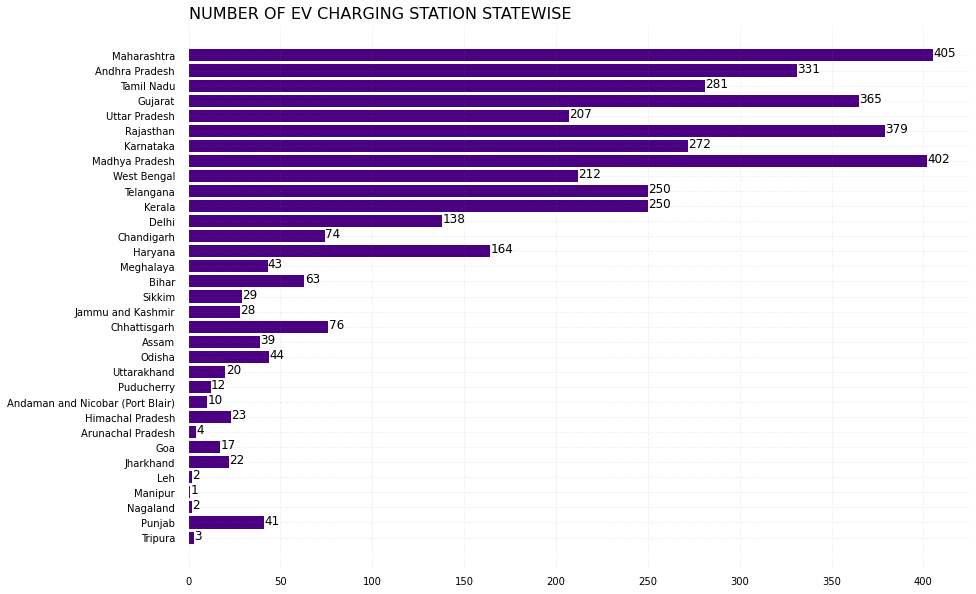 NUMBER OF EV CHARGING STATION STATEWISE
Maharashtra 405
Andhra Pradesh 331
Tamil Nadu 281
Gujarat 365
Uttar Pradesh 207
Rajasthan 379
Karnataka 272
Madhya Pradesh 402
West Bengal 212
Telangana 250
Kerala 250
Delhi 138
Chandigarh 74
Haryana 164
Meghalaya 43
Bihar 63
Sikkim 29
Jammu and Kashmir 28
Chhattisgarh 76
Assam 39
Odisha 44
Uttarakhand 20
Puducherry 12
Andaman and Nicobar (Port Blair) 10
Himachal Pradesh 23
Arunachal Pradesh 4
Goa 17
Jharkhand 22
Leh 2
Manipur 1
Nagaland 2
Punjab 41
Tripura 3
0 50 100 150 200 250 300 350 400